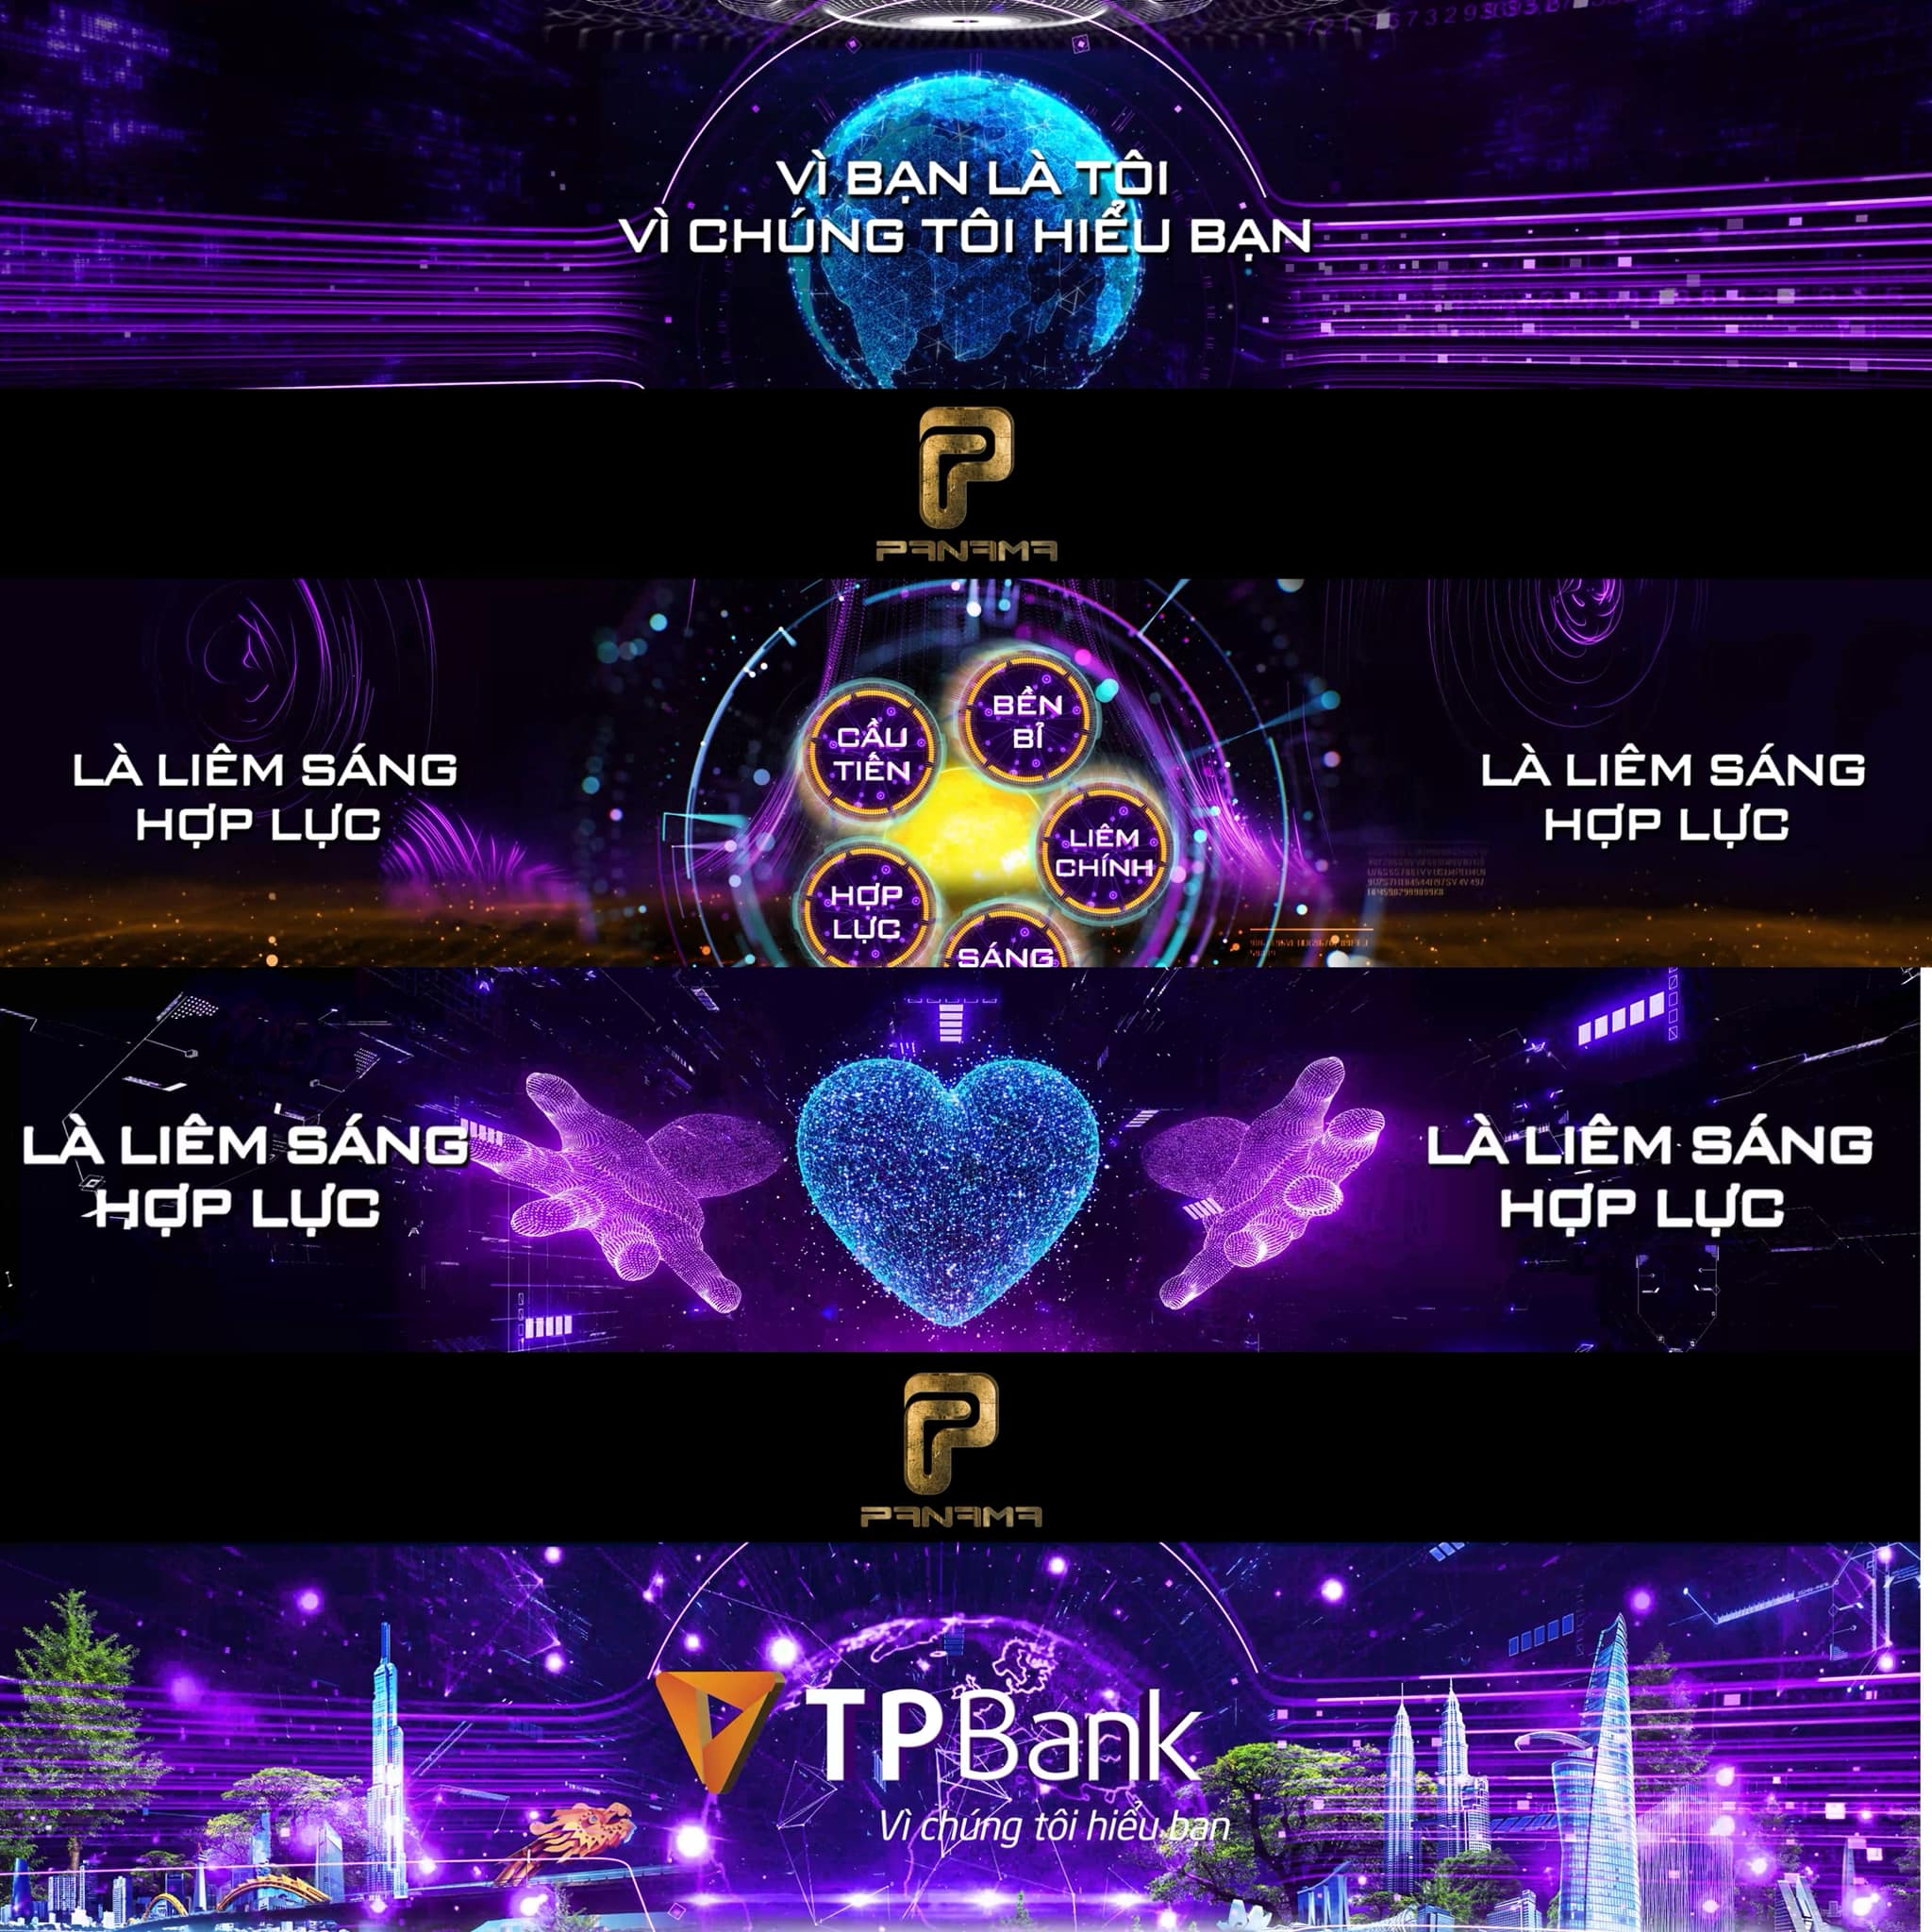 VÌ BẠN LÀ TÔI
VÌ CHÚNG TÔI HIỂU BẠN
PANAMA
LÀ LIÊM SÁNG
HỢP LỰC
CẦU
TIẾN
BỀN
BỈ
LIÊM
CHÍNH
HỢP
LỰC
SÁNG
LÀ LIÊM SÁNG
HỢP LỰC
LÀ LIÊM SÁNG
HỢP LỰC
LÀ LIÊM SÁNG
HỢP LỰC
PANAMA
TPBank
Vì chúng tôi hiểu bạn